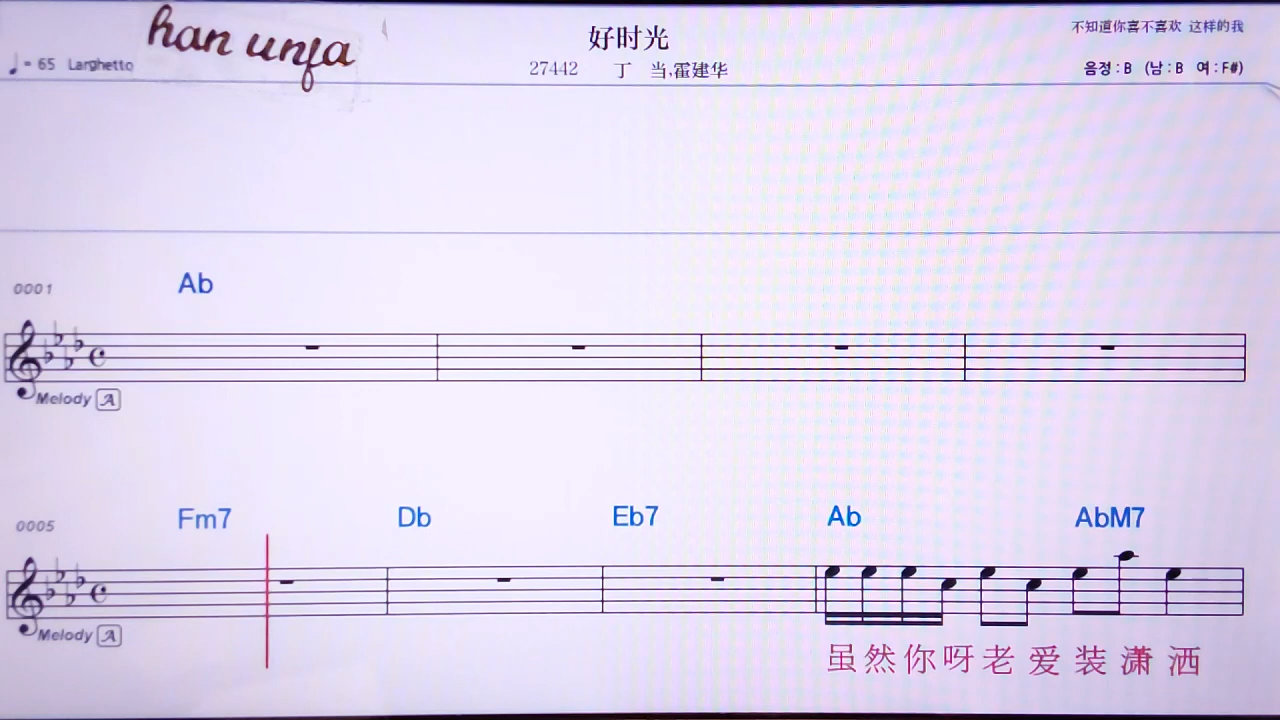 han unfa
好时光
不知道你喜不喜欢 这样的我
♩= 65 Larghetto
27442 丁 当,霍建华
음정 : B (남 : B 여 : F#)
0001 Ab
Melody A
0005 Fm7 Db Eb7 Ab AbM7
Melody A
虽然你呀老爱装潇洒